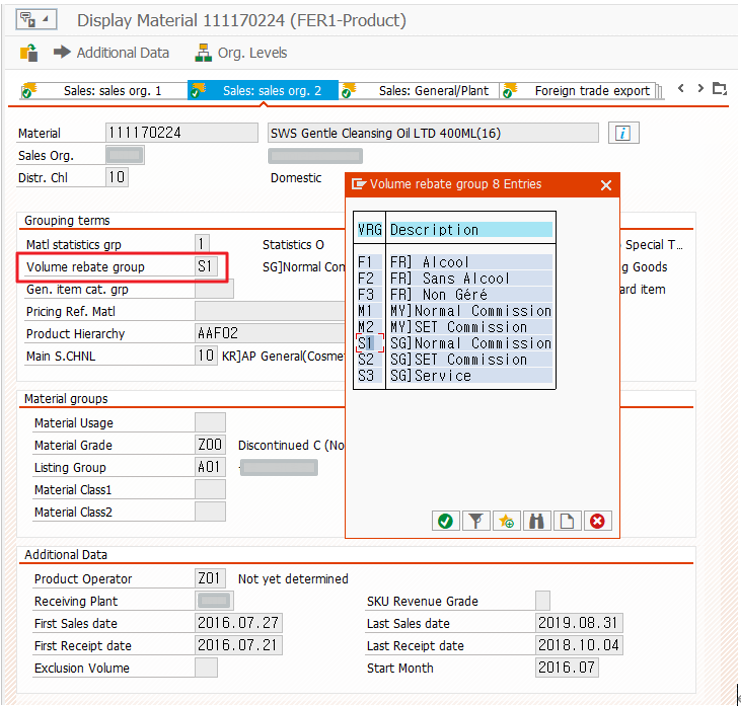 Display Material 111170224 (FER1-Product)
Additional Data Org. Levels
Sales: sales org. 1 Sales: sales org. 2 Sales: General/Plant Foreign trade export
Material 111170224 SWS Gentle Cleansing Oil LTD 400ML(16)
Sales Org.
Distr. Chl 10 Domestic
Grouping terms
Matl statistics grp 1 Statistics O
Special T...
Volume rebate group S1 SG]Normal Con
g Goods
Gen. item cat. grp
ard item
Pricing Ref. Matl
Product Hierarchy AAF02
Main S.CHNL 10 KR]AP General(Cosme
Volume rebate group 8 Entries
VRG Description
F1 FR] Alcool
F2 FR] Sans Alcool
F3 FR] Non Géré
M1 MY]Normal Commission
M2 MY]SET Commission
S1 SG]Normal Commission
S2 SG]SET Commission
S3 SG]Service
Material groups
Material Usage
Material Grade Z00 Discontinued C (No
Listing Group A01
Material Class1
Material Class2
Additional Data
Product Operator Z01 Not yet determined
Receiving Plant SKU Revenue Grade
First Sales date 2016.07.27 Last Sales date 2019.08.31
First Receipt date 2016.07.21 Last Receipt date 2018.10.04
Exclusion Volume Start Month 2016.07